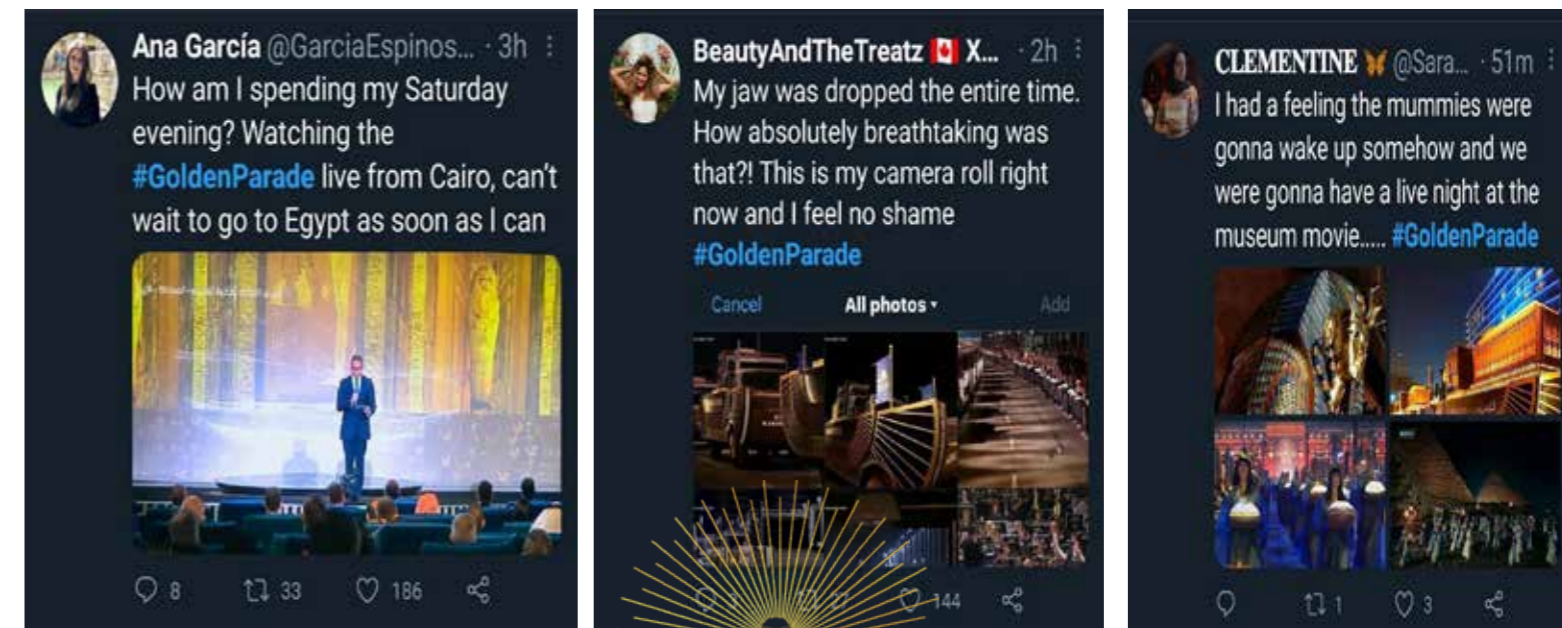 Ana García @GarciaEspinos... · 3h
How am I spending my Saturday
evening? Watching the
#GoldenParade live from Cairo, can't
wait to go to Egypt as soon as I can
8 33 186
BeautyAndTheTreatz 🇨🇦 X... · 2h
My jaw was dropped the entire time.
How absolutely breathtaking was
that?! This is my camera roll right
now and I feel no shame
#GoldenParade
Cancel All photos Add
144
CLEMENTINE 🦋 @Sara... · 51m
I had a feeling the mummies were
gonna wake up somehow and we
were gonna have a live night at the
museum movie..... #GoldenParade
1 3